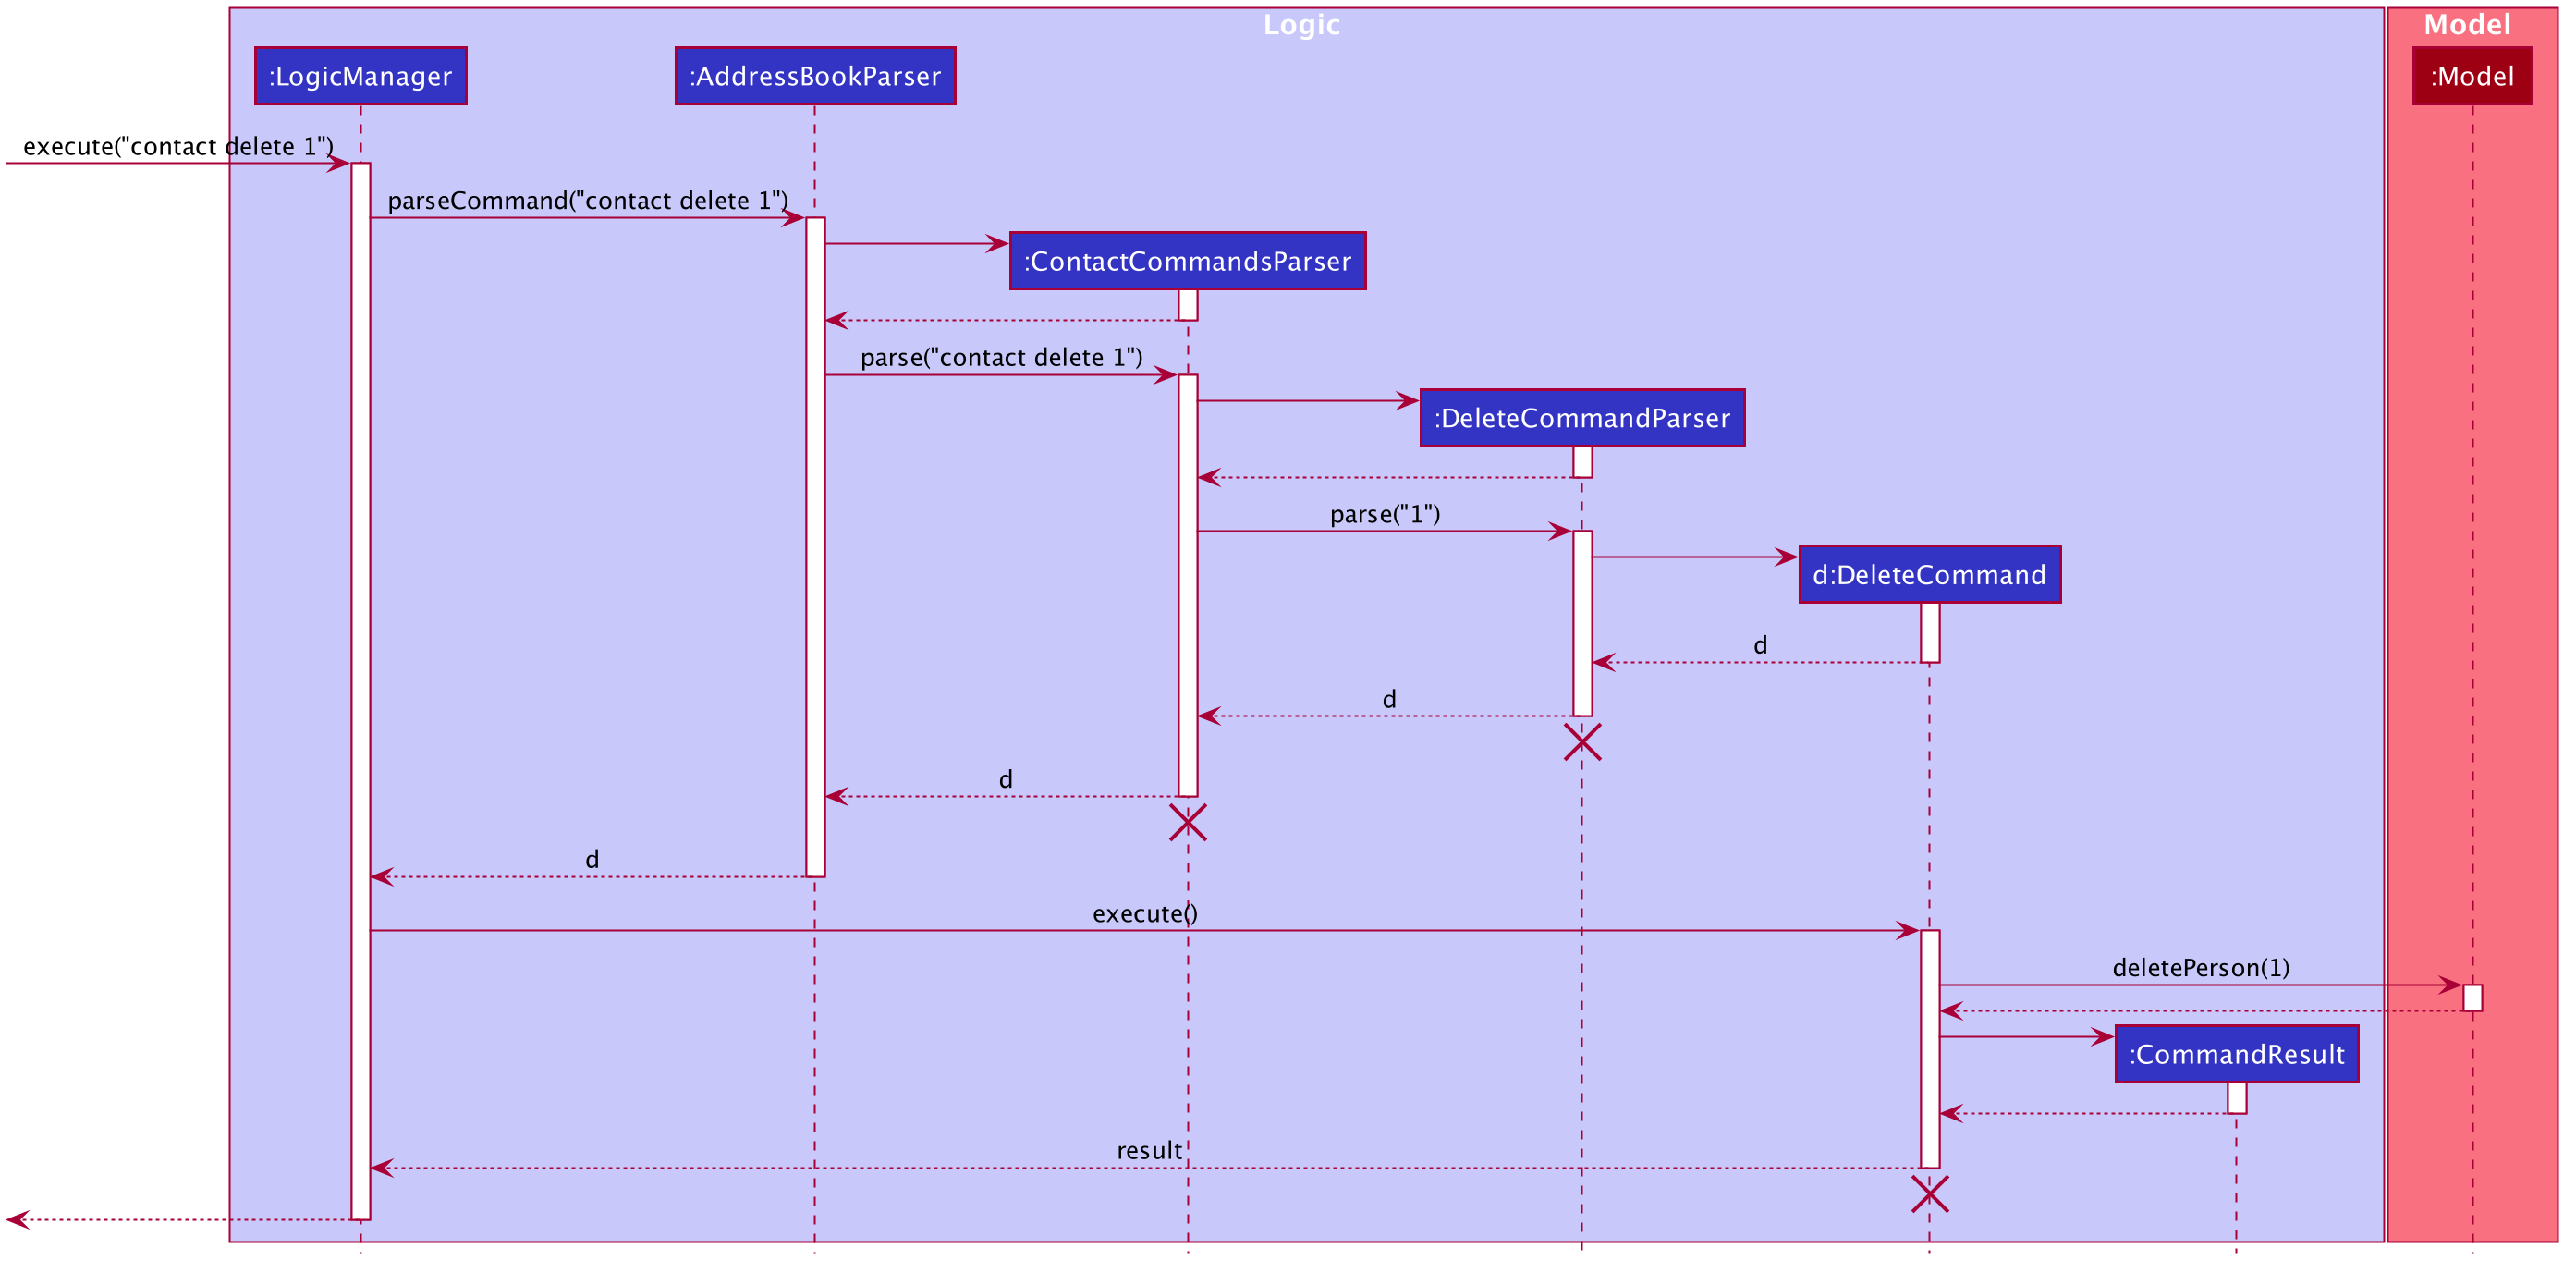 Logic
Model
:LogicManager
:AddressBookParser
:Model
execute("contact delete 1")
parseCommand("contact delete 1")
:ContactCommandsParser
parse("contact delete 1")
:DeleteCommandParser
parse("1")
d:DeleteCommand
d
d
d
d
execute()
deletePerson(1)
:CommandResult
result